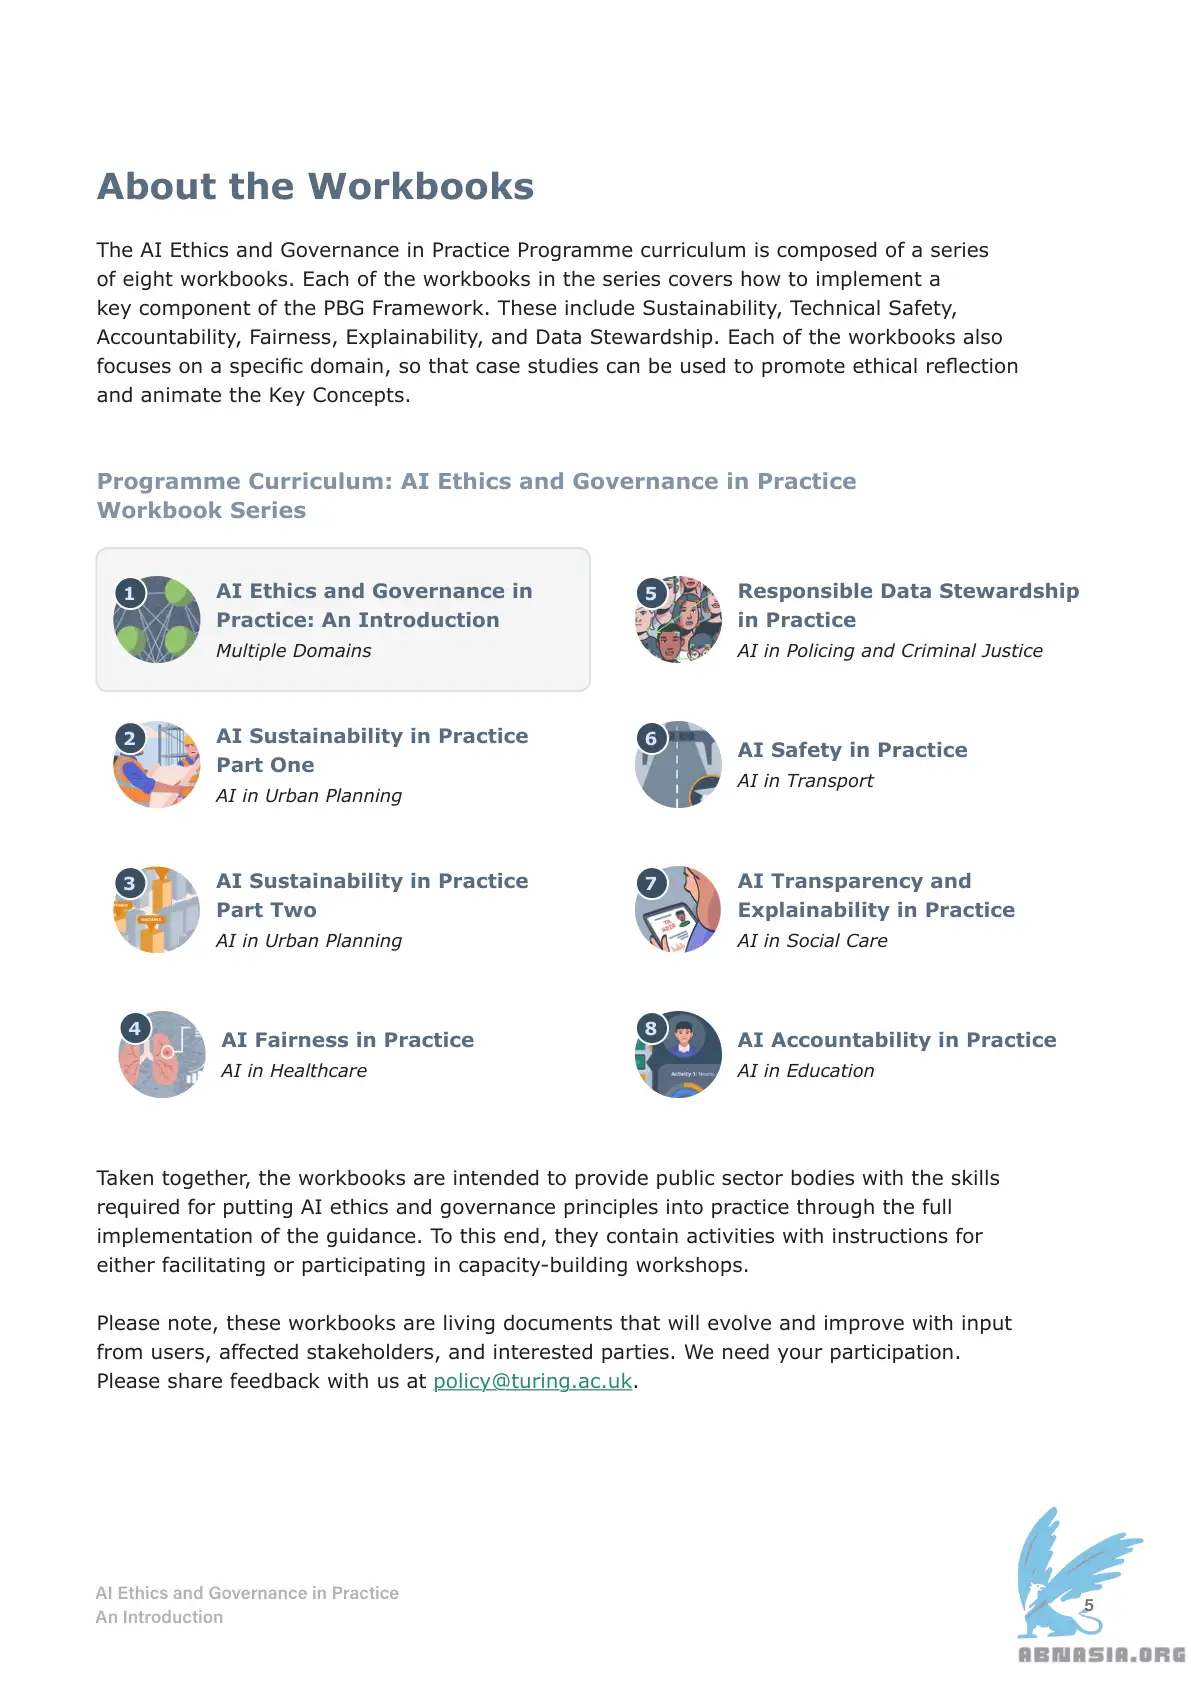 About the Workbooks
The AI Ethics and Governance in Practice Programme curriculum is composed of a series
of eight workbooks. Each of the workbooks in the series covers how to implement a
key component of the PBG Framework. These include Sustainability, Technical Safety,
Accountability, Fairness, Explainability, and Data Stewardship. Each of the workbooks also
focuses on a specific domain, so that case studies can be used to promote ethical reflection
and animate the Key Concepts.
Programme Curriculum: AI Ethics and Governance in Practice
Workbook Series
1
AI Ethics and Governance in
Practice: An Introduction
Multiple Domains
2
AI Sustainability in Practice
Part One
AI in Urban Planning
3
AI Sustainability in Practice
Part Two
AI in Urban Planning
4
AI Fairness in Practice
AI in Healthcare
5
Responsible Data Stewardship
in Practice
AI in Policing and Criminal Justice
6
AI Safety in Practice
AI in Transport
7
AI Transparency and
Explainability in Practice
AI in Social Care
8
Activity 1:
AI Accountability in Practice
AI in Education
Taken together, the workbooks are intended to provide public sector bodies with the skills
required for putting AI ethics and governance principles into practice through the full
implementation of the guidance. To this end, they contain activities with instructions for
either facilitating or participating in capacity-building workshops.
Please note, these workbooks are living documents that will evolve and improve with input
from users, affected stakeholders, and interested parties. We need your participation.
Please share feedback with us at policy@turing.ac.uk.
AI Ethics and Governance in Practice
An Introduction
5
ABNASIA.ORG